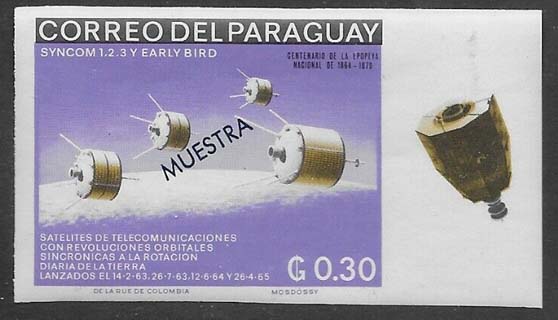 CORREO DEL PARAGUAY
SYNCOM 1.2.3 Y EARLY BIRD
CENTENARIO DE LA EPOPEYA
NACIONAL DE 1864-1870
MUESTRA
SATELITES DE TELECOMUNICACIONES
CON REVOLUCIONES ORBITALES
SINCRONICAS A LA ROTACION
DIARIA DE LA TIERRA
LANZADOS EL 14-2-63.26-7-63.12-6-64 Y 26-4-65
₲ 0.30
DE LA RUE DE COLOMBIA
MOSDOSSY